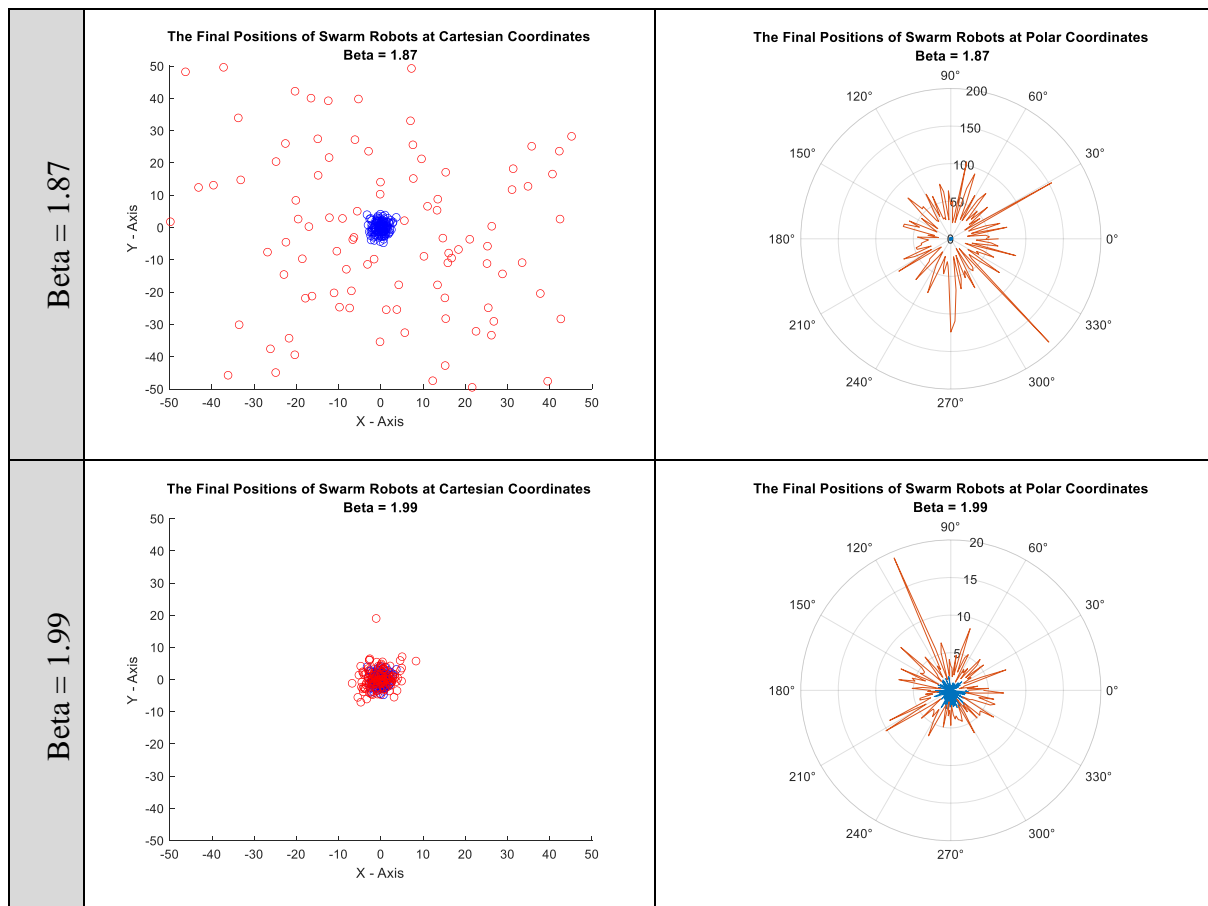 Beta = 1.87
The Final Positions of Swarm Robots at Cartesian Coordinates
Beta = 1.87
50
40
30
20
10
0
-10
-20
-30
-40
-50
Y - Axis
-50 -40 -30 -20 -10 0 10 20 30 40 50
X - Axis
The Final Positions of Swarm Robots at Polar Coordinates
Beta = 1.87
90°
120° 60°
150° 30°
180° 0°
210° 330°
240° 300°
270°
200
150
100
50
0
Beta = 1.99
The Final Positions of Swarm Robots at Cartesian Coordinates
Beta = 1.99
50
40
30
20
10
0
-10
-20
-30
-40
-50
Y - Axis
-50 -40 -30 -20 -10 0 10 20 30 40 50
X - Axis
The Final Positions of Swarm Robots at Polar Coordinates
Beta = 1.99
90°
120° 60°
150° 30°
180° 0°
210° 330°
240° 300°
270°
20
15
10
5